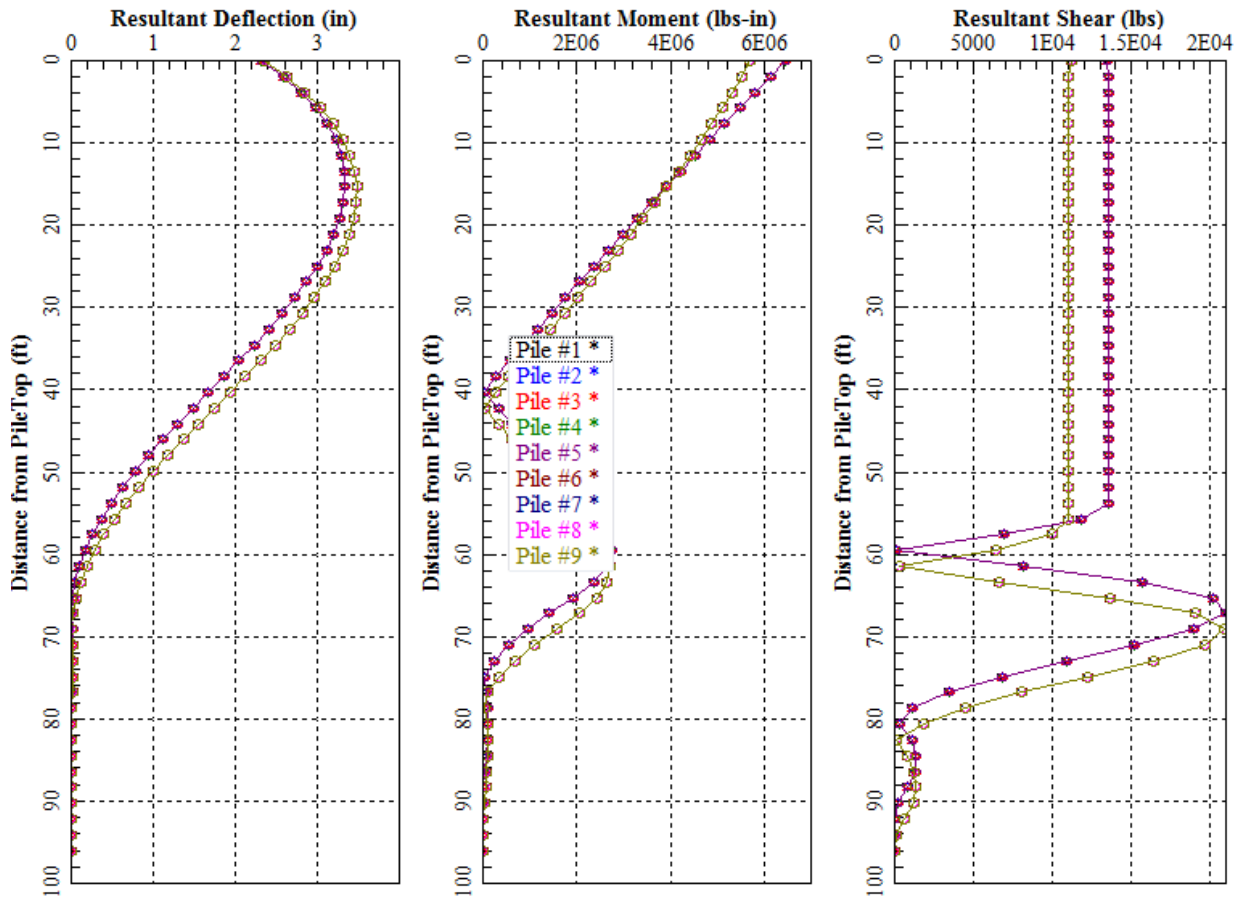 Resultant Deflection (in)
0 1 2 3
Distance from PileTop (ft)
0
10
20
30
40
50
60
70
80
90
100
Resultant Moment (lbs-in)
0 2E06 4E06 6E06
Distance from PileTop (ft)
0
10
20
30
40
50
60
70
80
90
100
Pile #1 *
Pile #2 *
Pile #3 *
Pile #4 *
Pile #5 *
Pile #6 *
Pile #7 *
Pile #8 *
Pile #9 *
Resultant Shear (lbs)
0 5000 1E04 1.5E04 2E04
Distance from PileTop (ft)
0
10
20
30
40
50
60
70
80
90
100